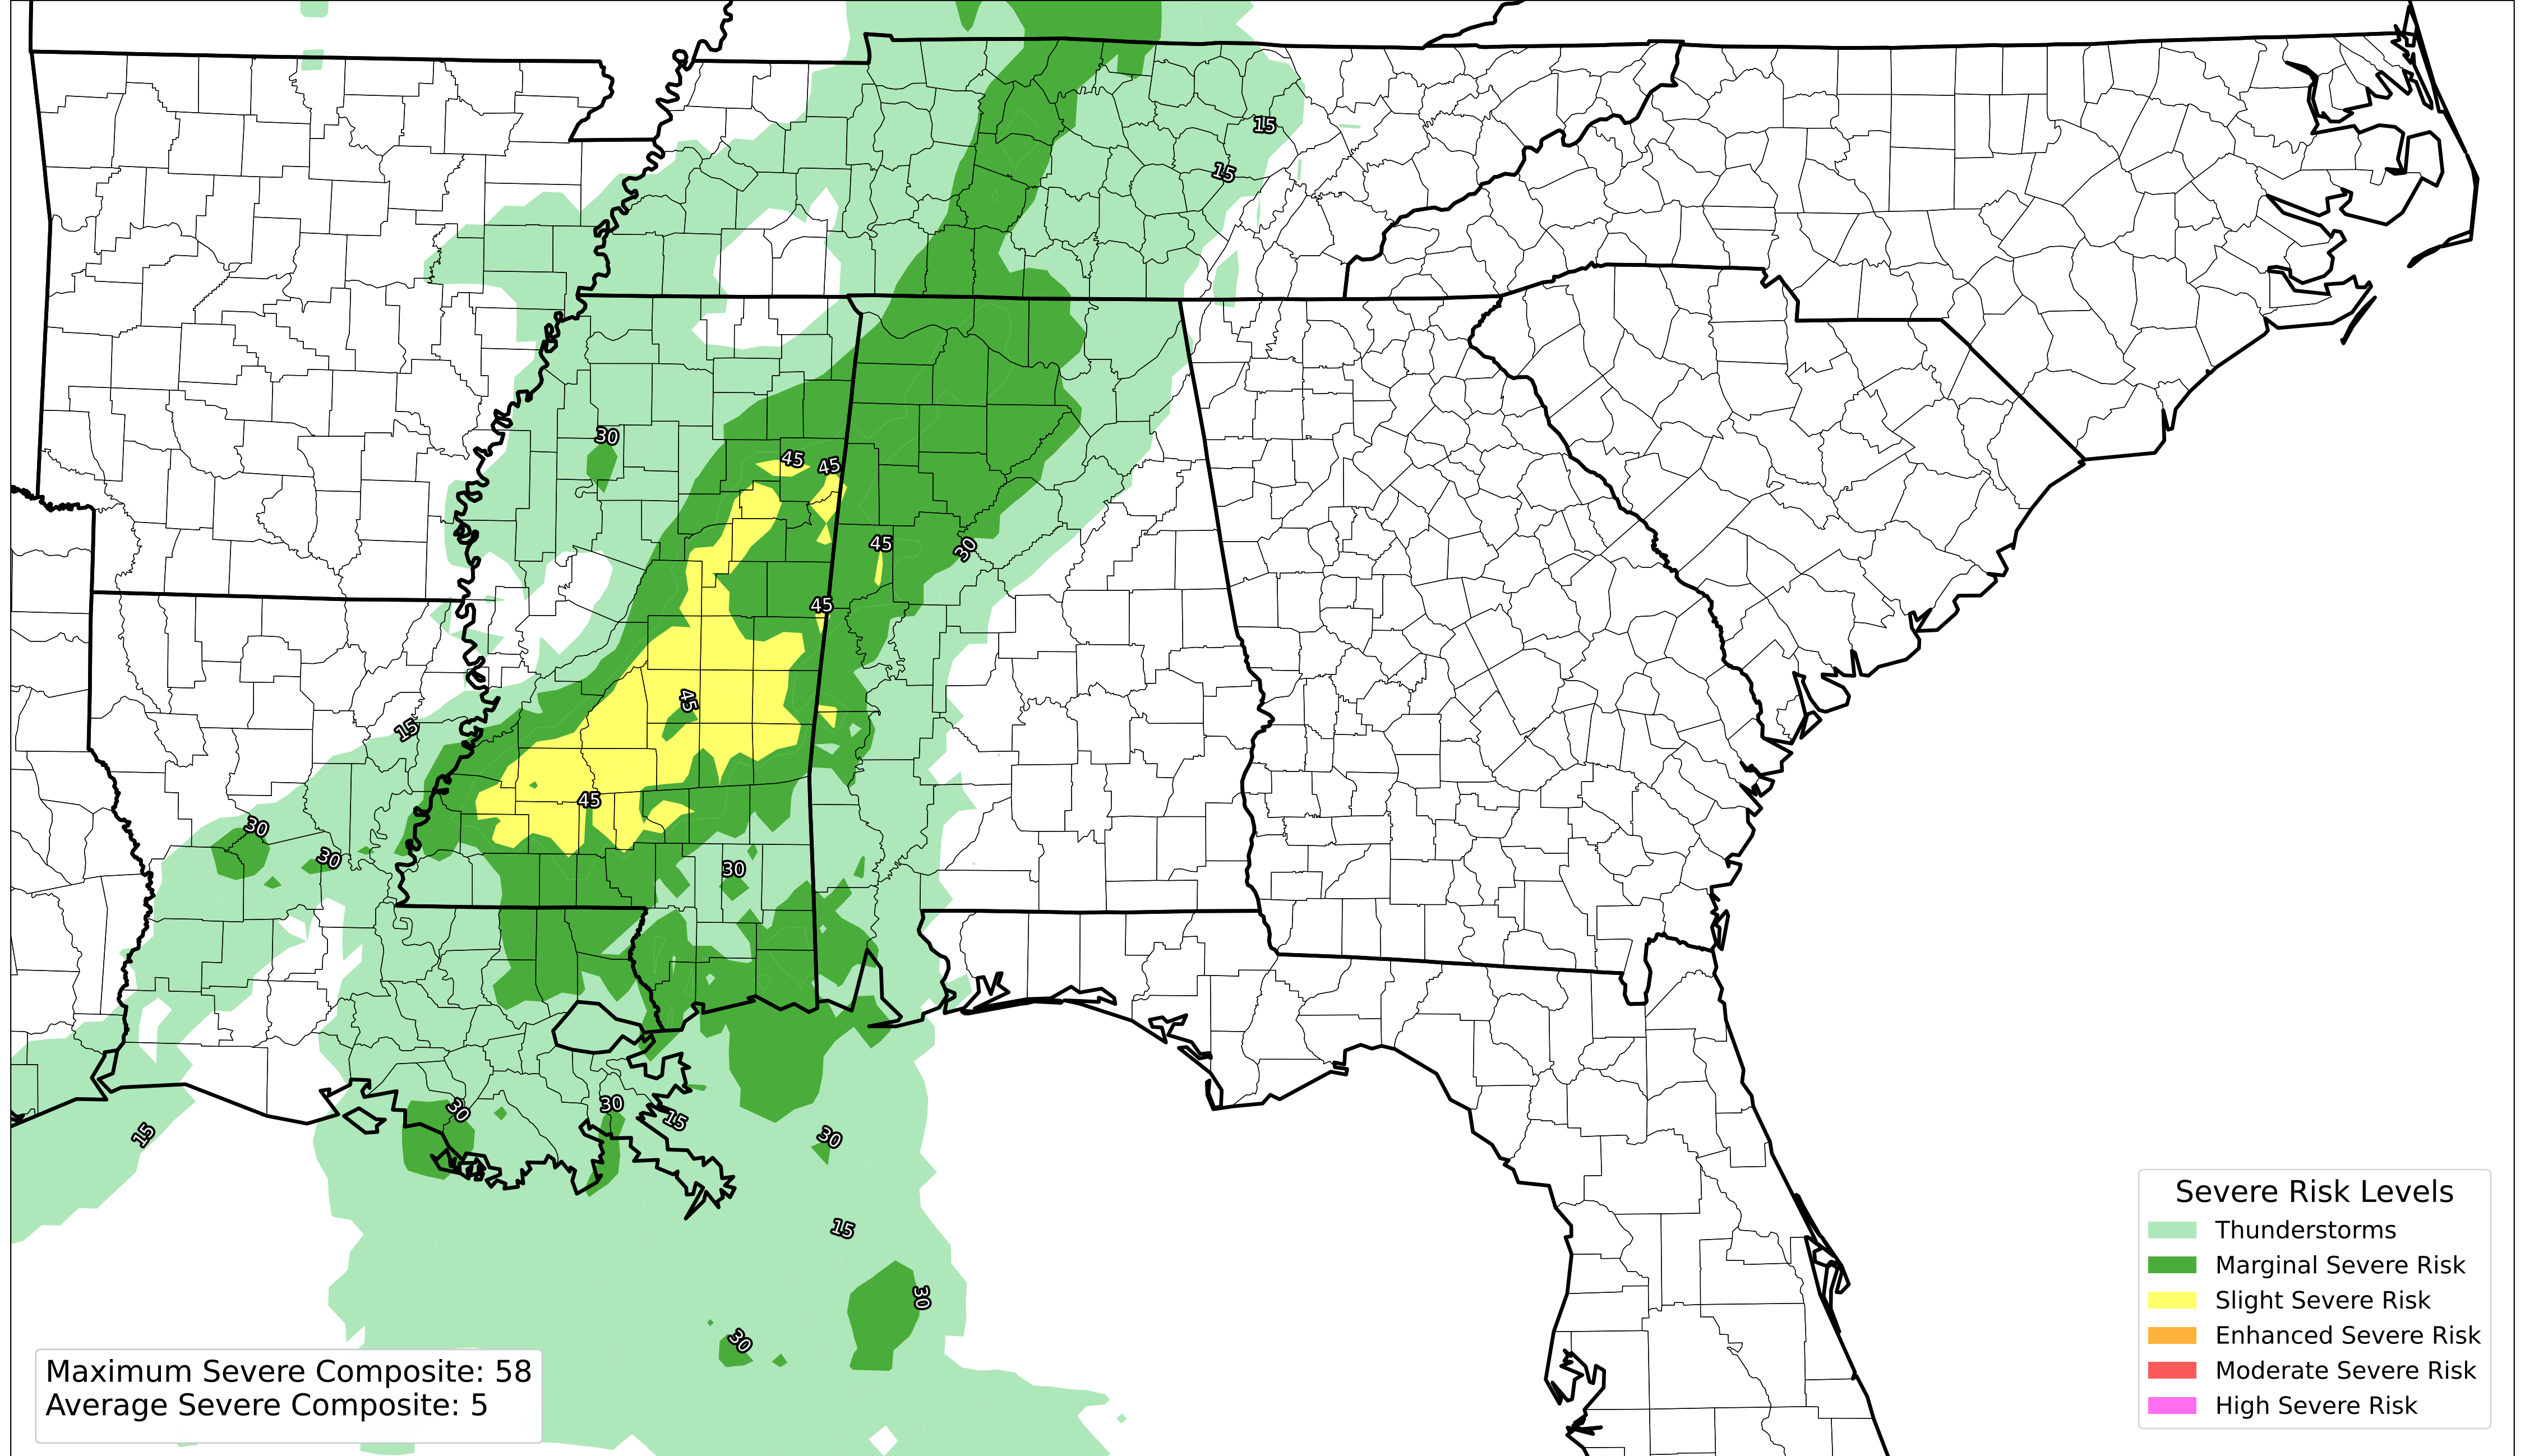 15
15
30
45
45
45
30
45
45
15
45
30
30
30
30
30
15
15
30
15
30
30
Severe Risk Levels
Thunderstorms
Marginal Severe Risk
Slight Severe Risk
Enhanced Severe Risk
Moderate Severe Risk
High Severe Risk
Maximum Severe Composite: 58
Average Severe Composite: 5